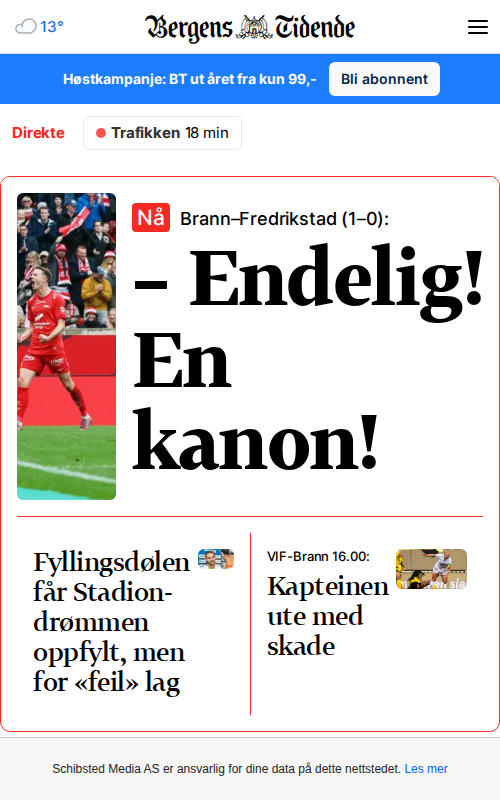 13°
Bergens Tidende
Høstkampanje: BT ut året fra kun 99,-
Bli abonnent
Direkte
Trafikken 18 min
Nå Brann–Fredrikstad (1–0):
– Endelig!
En
kanon!
Fyllingsdølen
får Stadion-
drømmen
oppfylt, men
for «feil» lag
VIF-Brann 16.00:
Kapteinen
ute med
skade
Schibsted Media AS er ansvarlig for dine data på dette nettstedet. Les mer